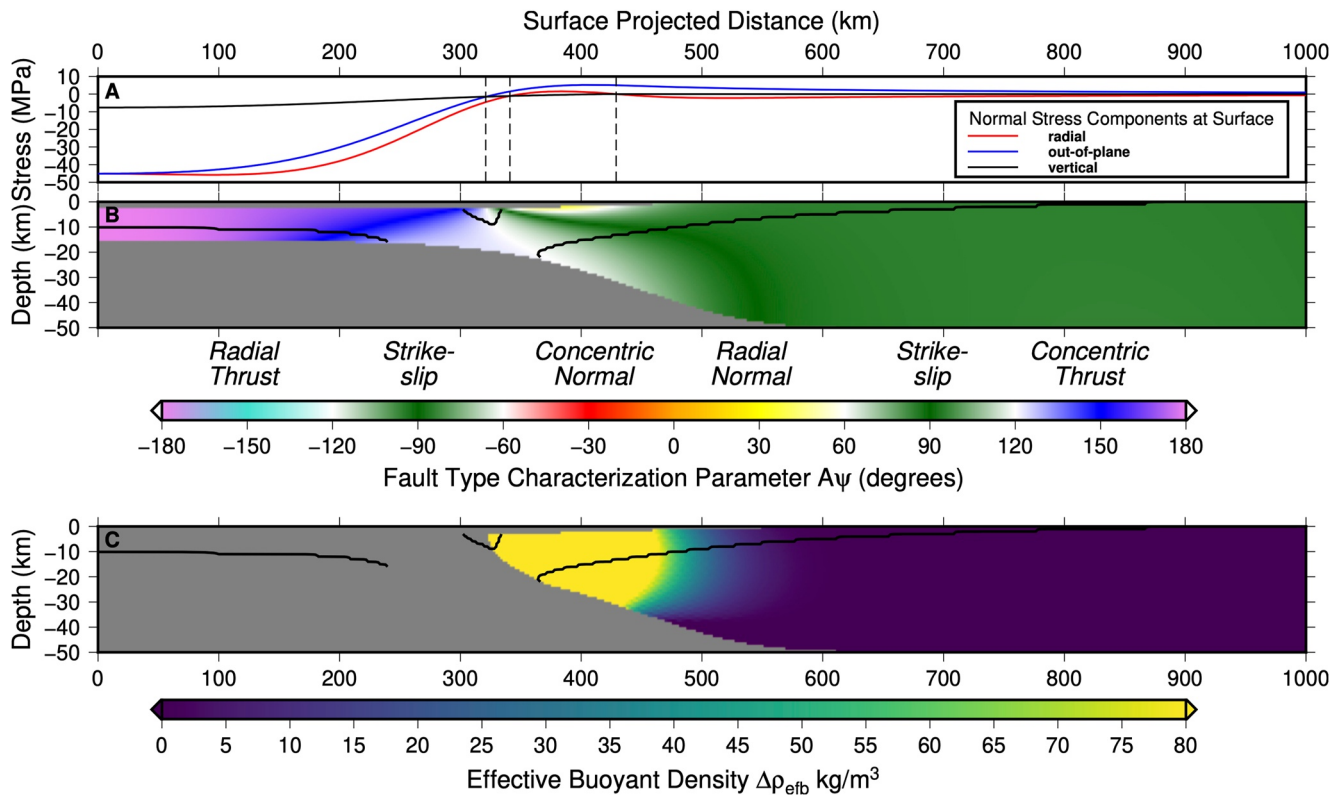 Surface Projected Distance (km)
0 100 200 300 400 500 600 700 800 900 1000
Stress (MPa)
10
0
−10
−20
−30
−40
−50
A
Normal Stress Components at Surface
radial
out-of-plane
vertical
Depth (km)
0
−10
−20
−30
−40
−50
B
Radial Thrust
Strike-slip
Concentric Normal
Radial Normal
Strike-slip
Concentric Thrust
−180 −150 −120 −90 −60 −30 0 30 60 90 120 150 180
Fault Type Characterization Parameter Aψ (degrees)
Depth (km)
0
−10
−20
−30
−40
−50
C
0 100 200 300 400 500 600 700 800 900 1000
0 5 10 15 20 25 30 35 40 45 50 55 60 65 70 75 80
Effective Buoyant Density Δρefb kg/m³